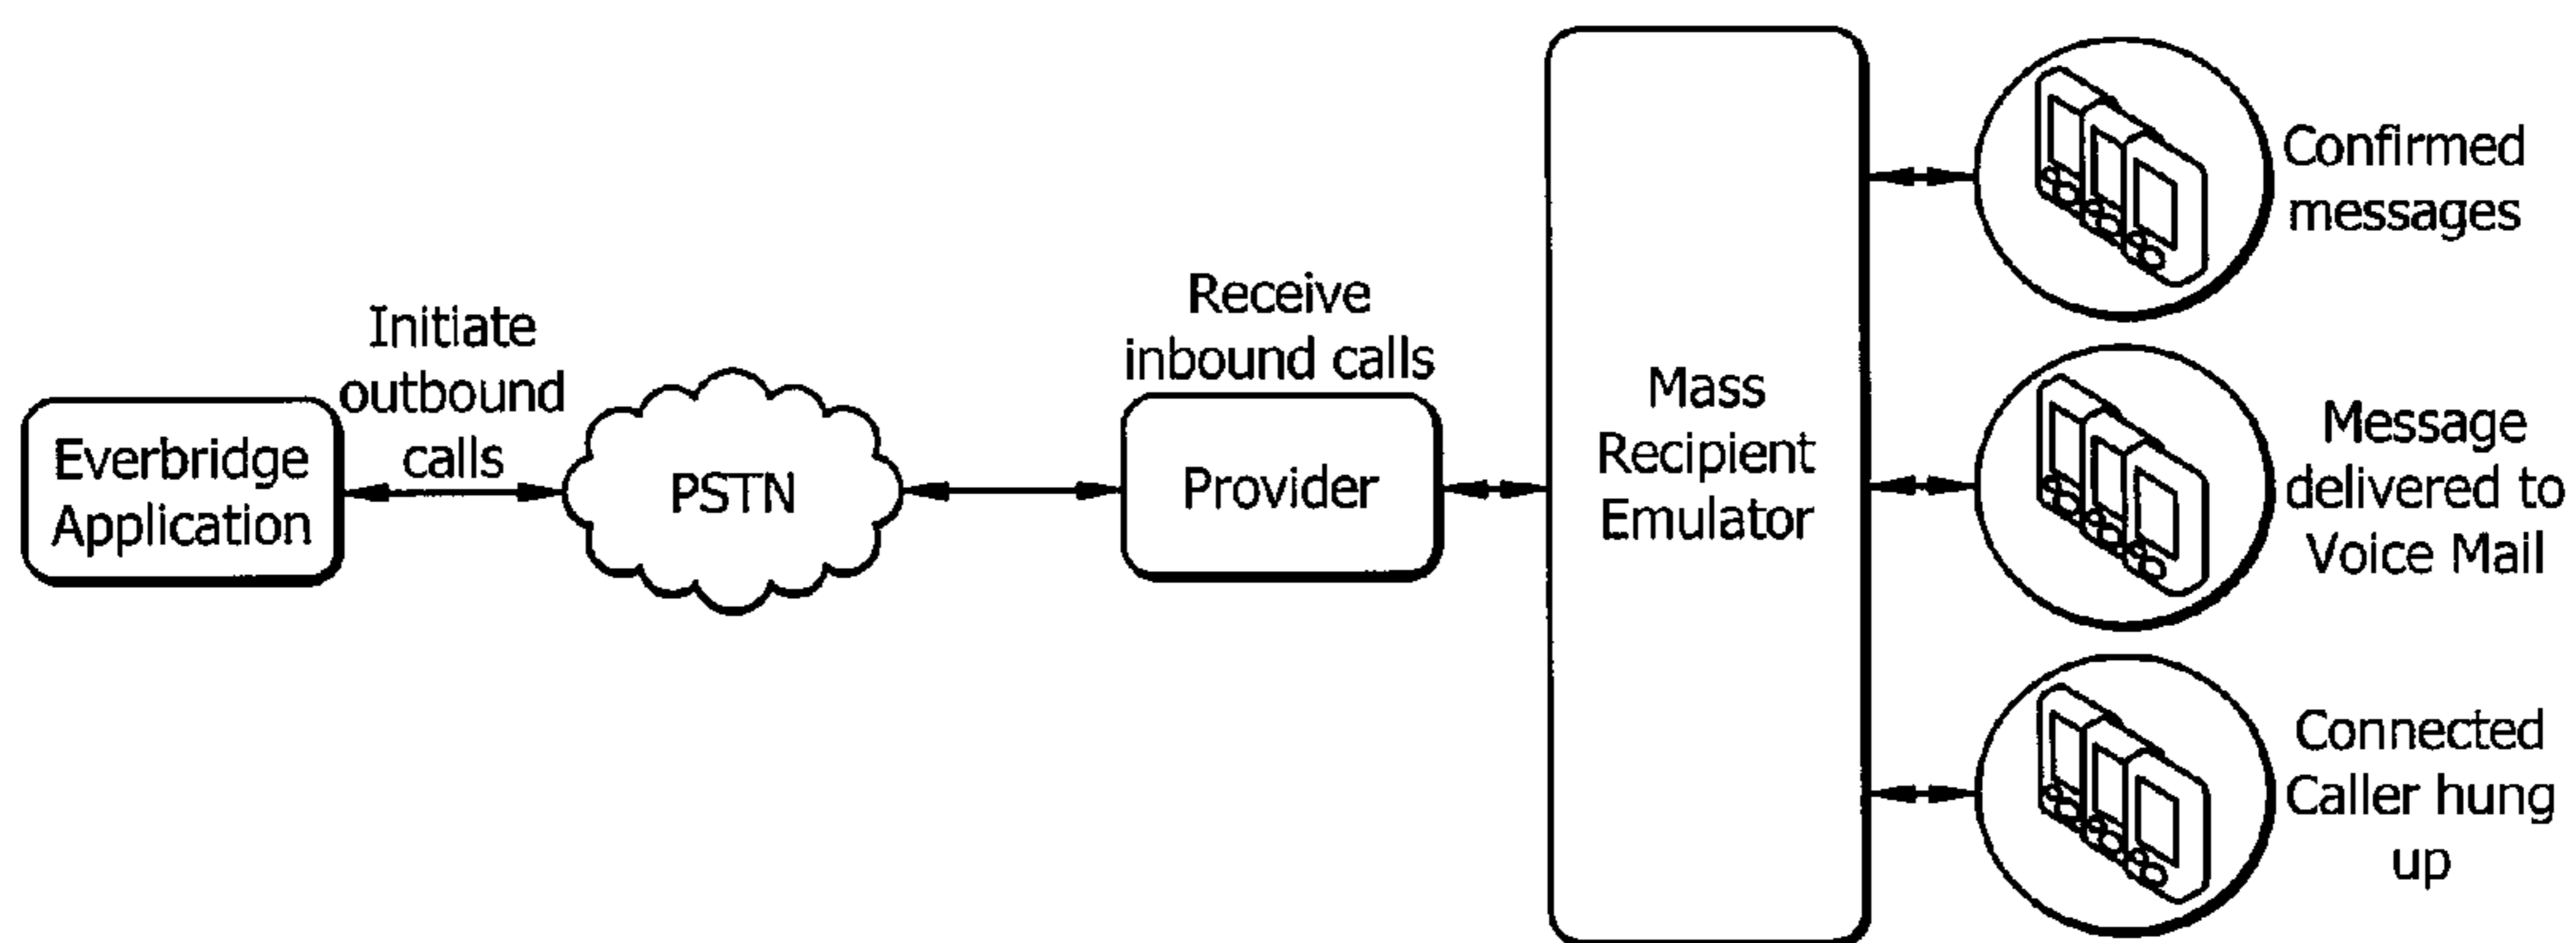 Everbridge
Application
Initiate
outbound
calls
PSTN
Receive
inbound calls
Provider
Mass
Recipient
Emulator
Confirmed
messages
Message
delivered to
Voice Mail
Connected
Caller hung
up